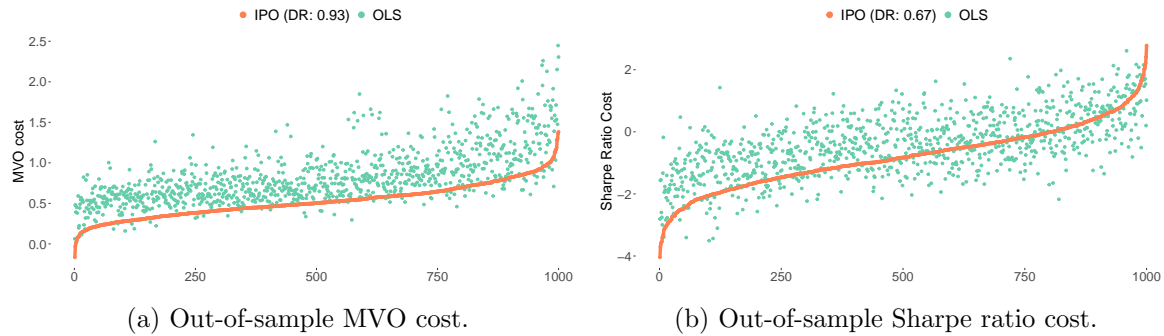 IPO (DR: 0.93) OLS
MVO cost
2.5
2.0
1.5
1.0
0.5
0.0
0 250 500 750 1000
(a) Out-of-sample MVO cost.
IPO (DR: 0.67) OLS
Sharpe Ratio Cost
2
0
−2
−4
0 250 500 750 1000
(b) Out-of-sample Sharpe ratio cost.